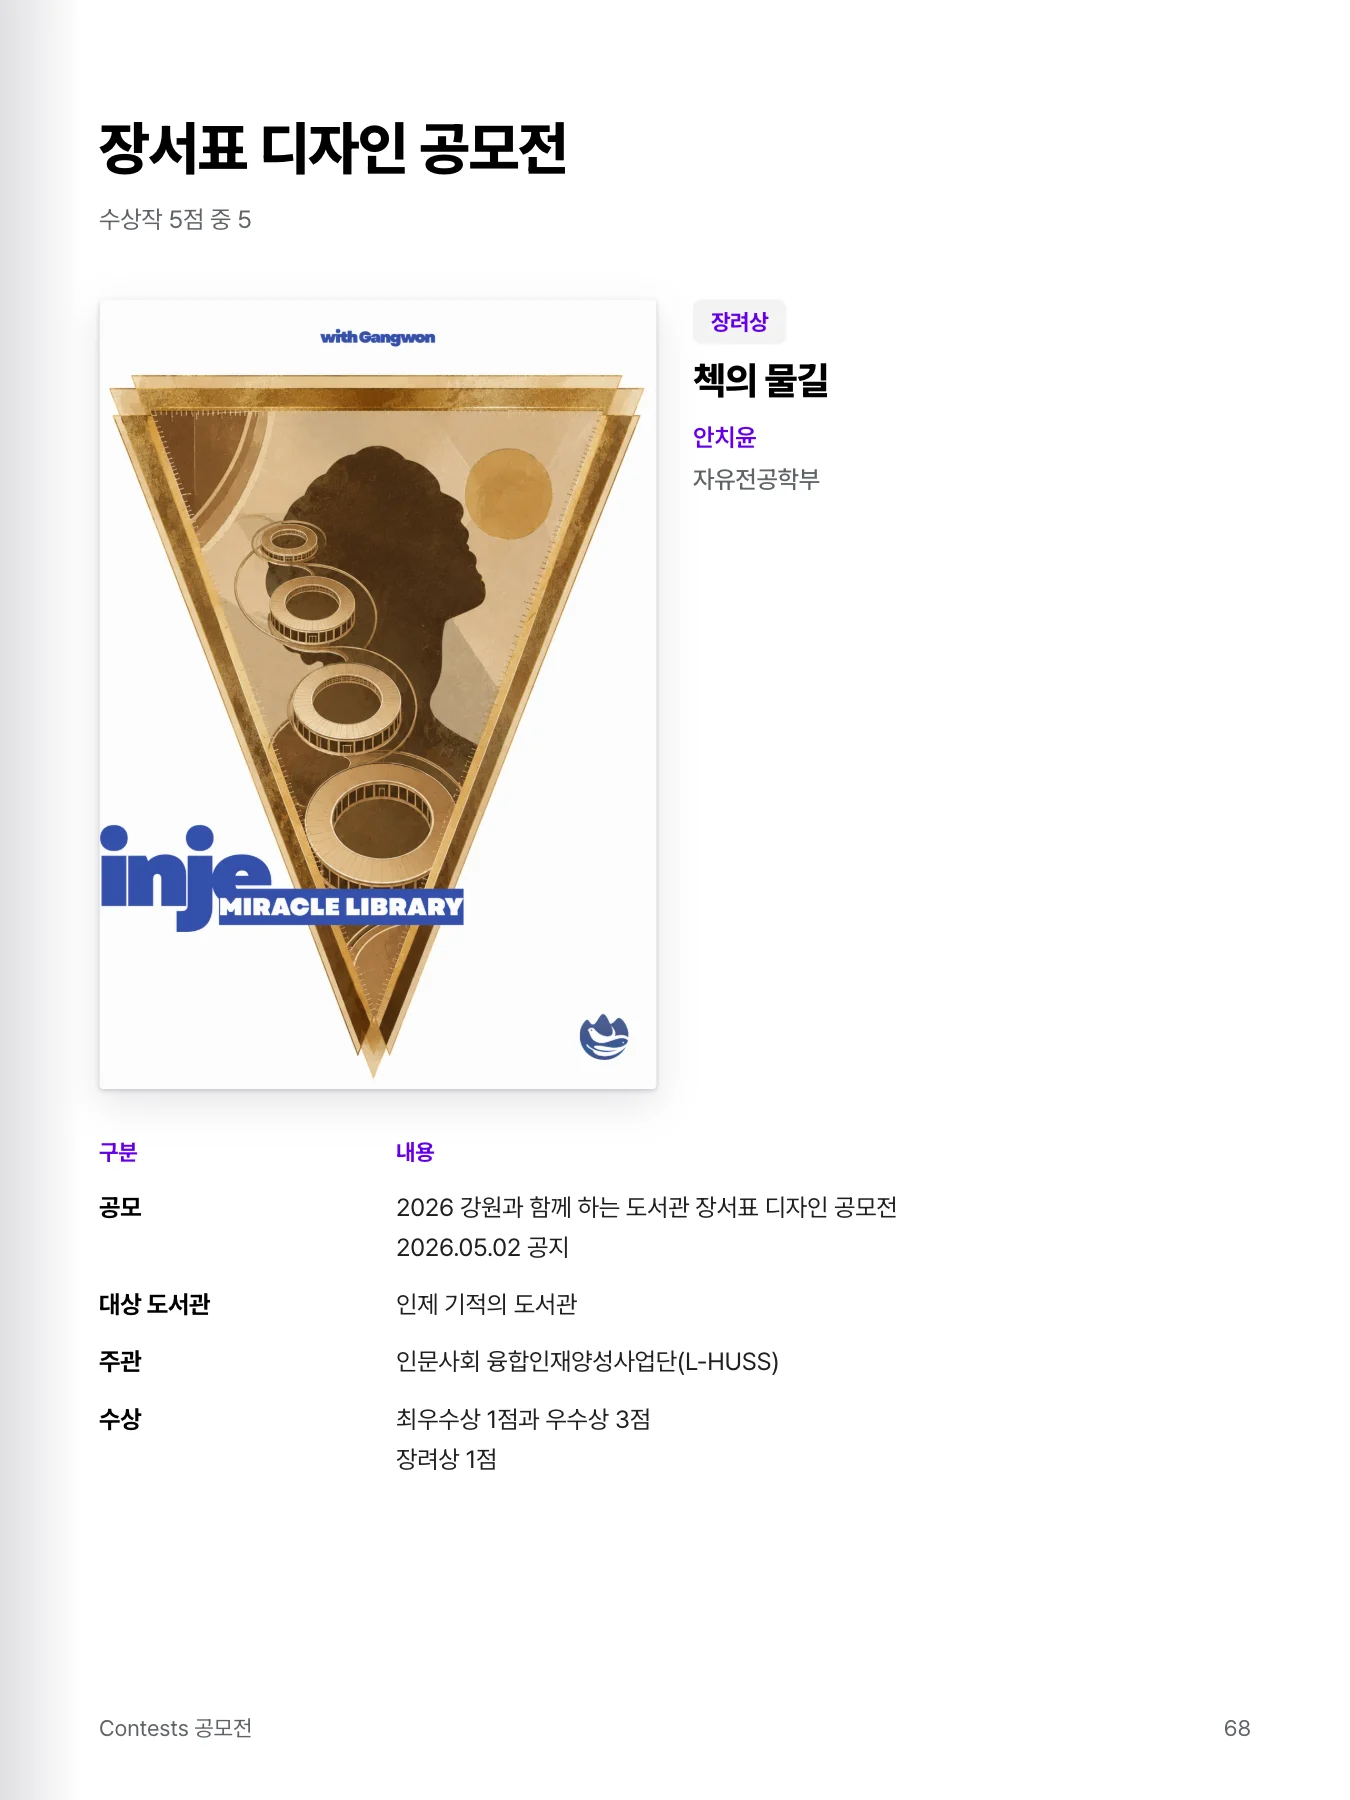 장서표 디자인 공모전
수상작 5점 중 5
with Gangwon
inje
MIRACLE LIBRARY
장려상
첵의 물길
안치윤
자유전공학부
구분
내용
공모
2026 강원과 함께 하는 도서관 장서표 디자인 공모전
2026.05.02 공지
대상 도서관
인제 기적의 도서관
주관
인문사회 융합인재양성사업단(L-HUSS)
수상
최우수상 1점과 우수상 3점
장려상 1점
Contests 공모전
68